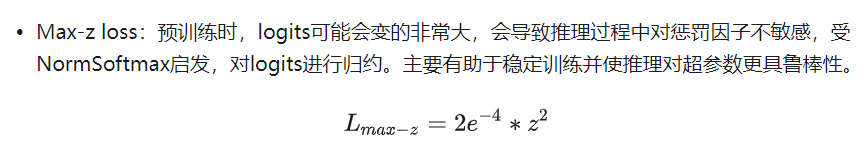 • Max-z loss：预训练时，logits可能会变的非常大，会导致推理过程中对惩罚因子不敏感，受
NormSoftmax启发，对logits进行归约。主要有助于稳定训练并使推理对超参数更具鲁棒性。
$L_{max-z} = 2e^{-4} * z^2$